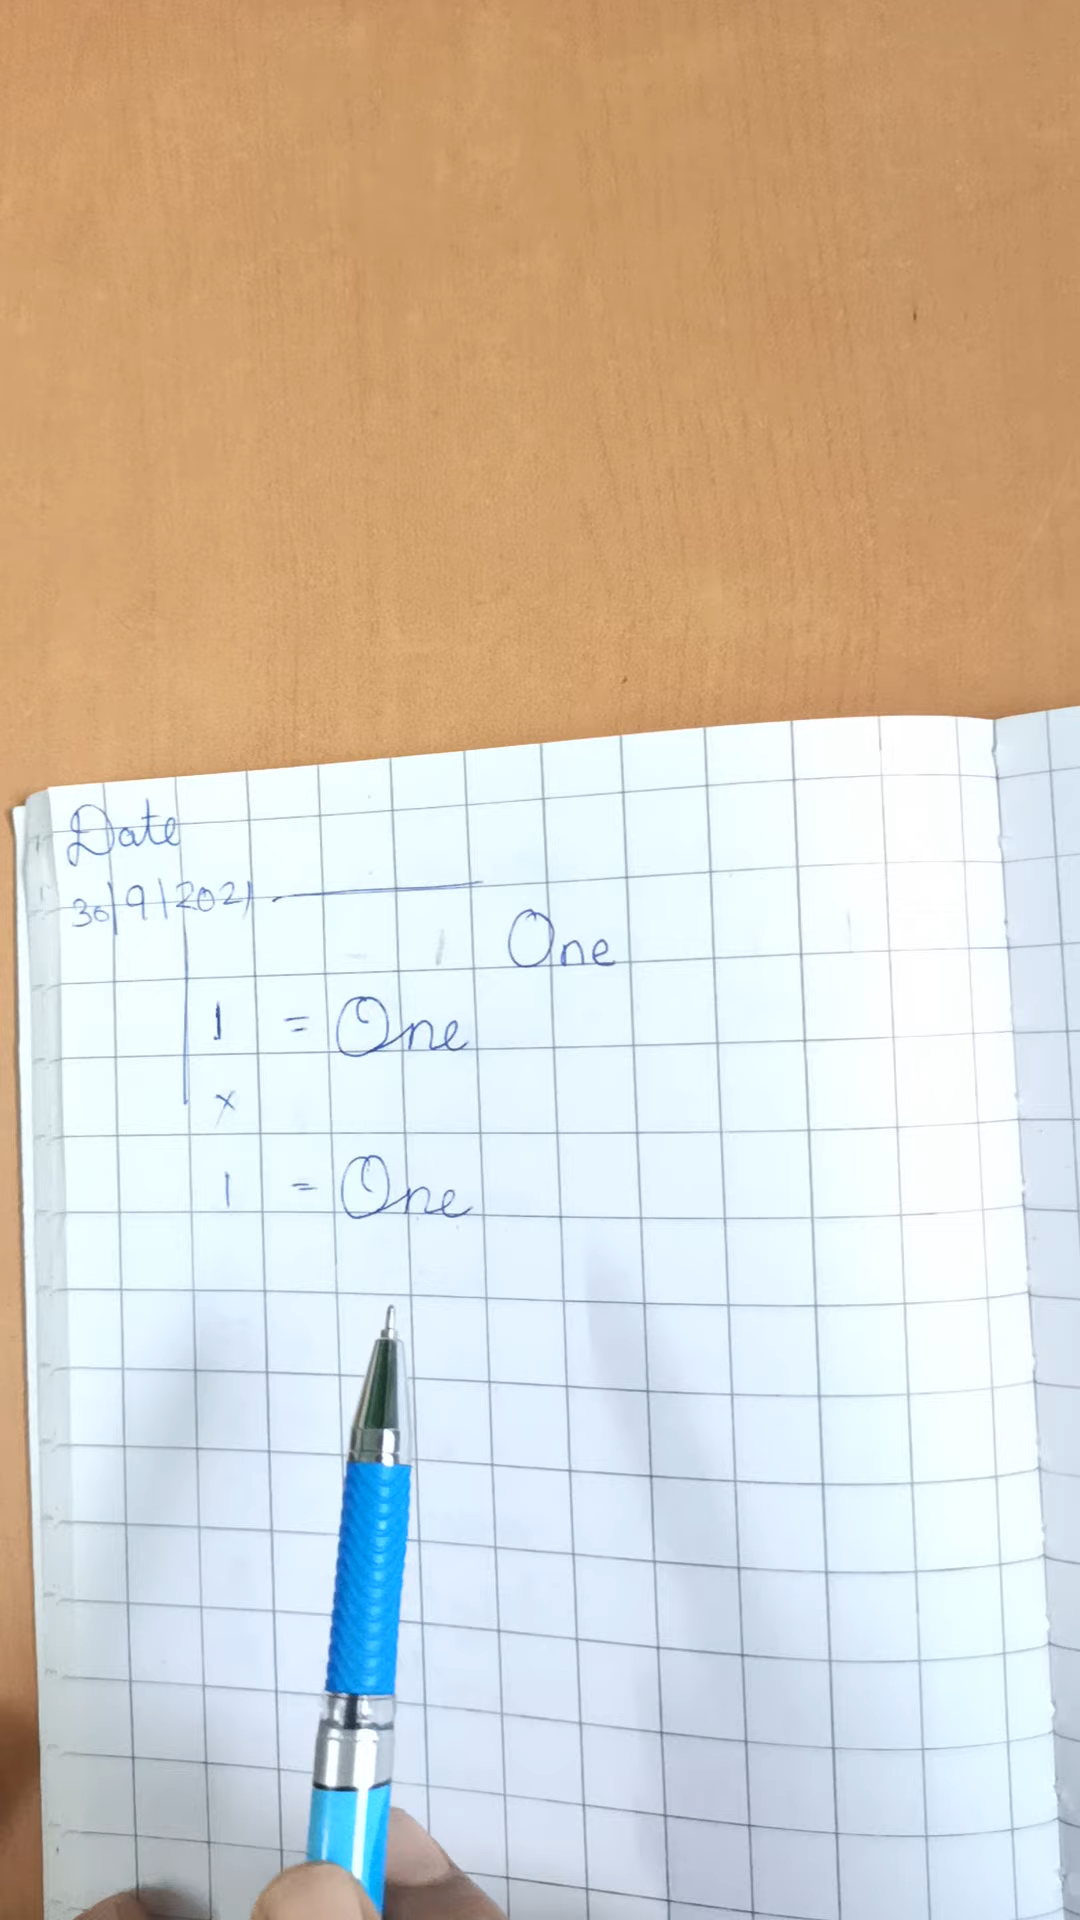 Date
30/9/2021
One
1 = One
x
1 = One